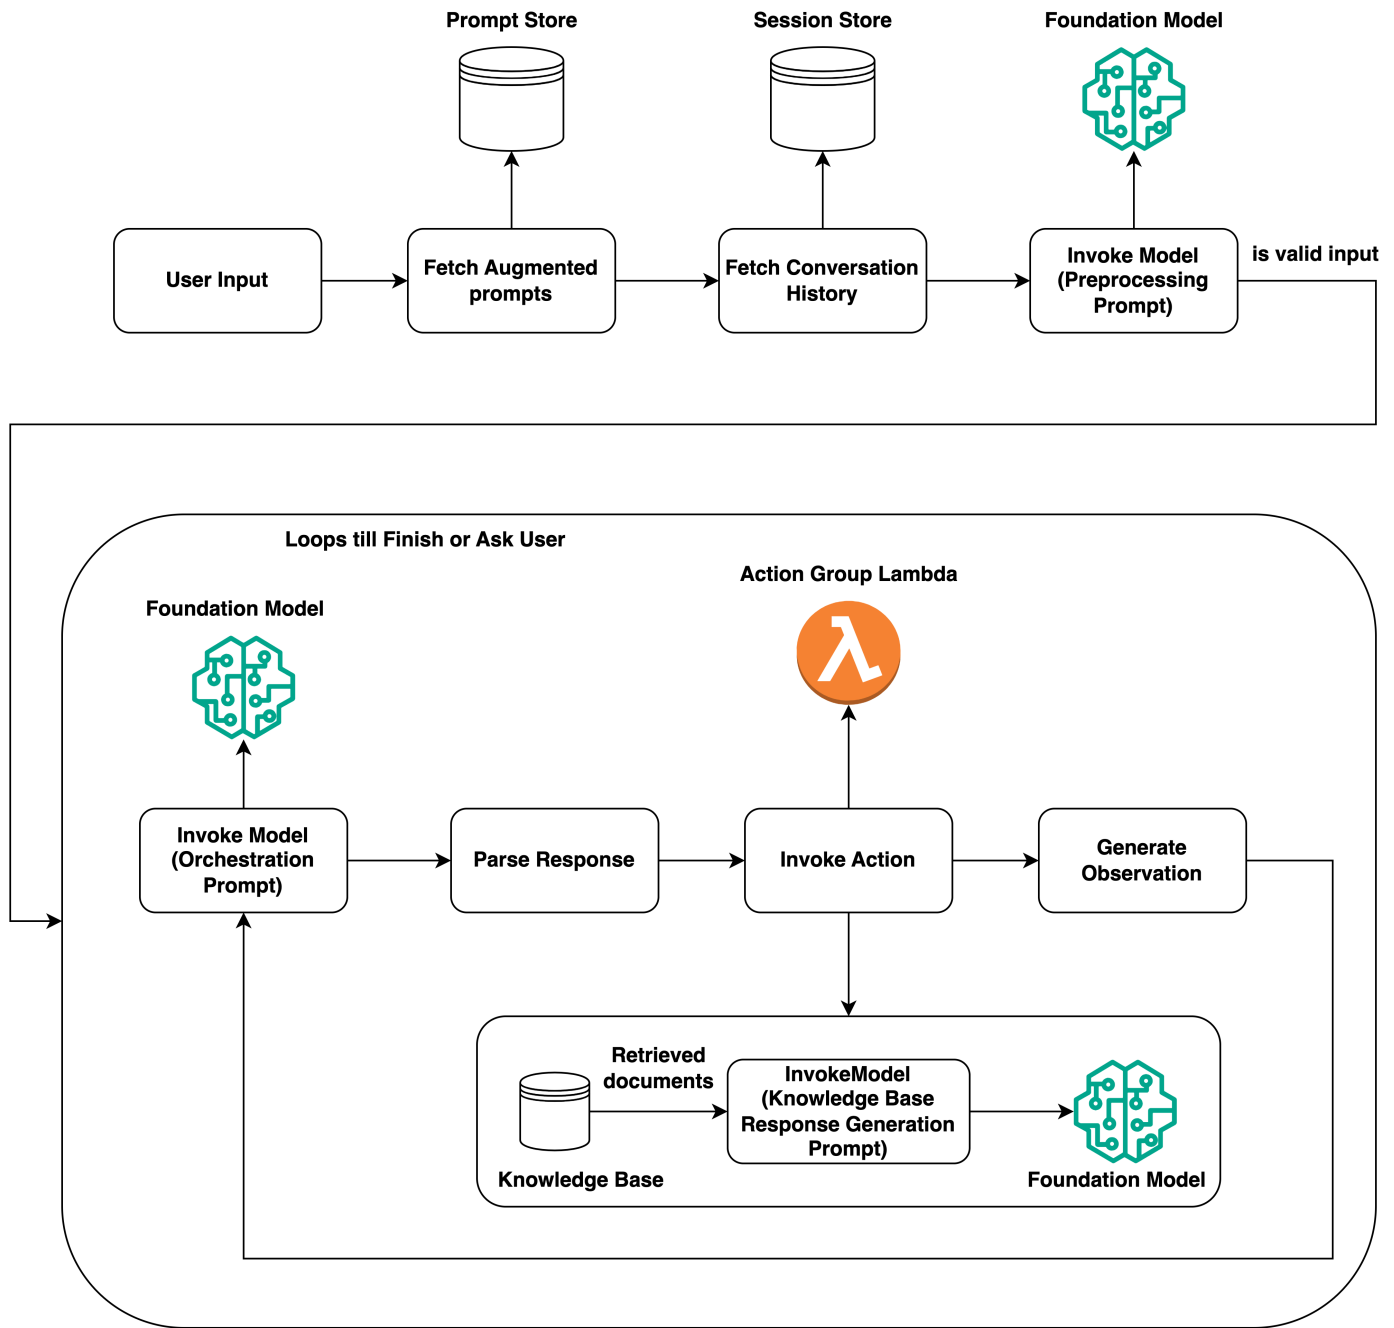 Prompt Store
Session Store
Foundation Model
User Input
Fetch Augmented
prompts
Fetch Conversation
History
Invoke Model
(Preprocessing
Prompt)
is valid input
Loops till Finish or Ask User
Foundation Model
Action Group Lambda
Invoke Model
(Orchestration
Prompt)
Parse Response
Invoke Action
Generate
Observation
Retrieved
documents
InvokeModel
(Knowledge Base
Response Generation
Prompt)
Knowledge Base
Foundation Model